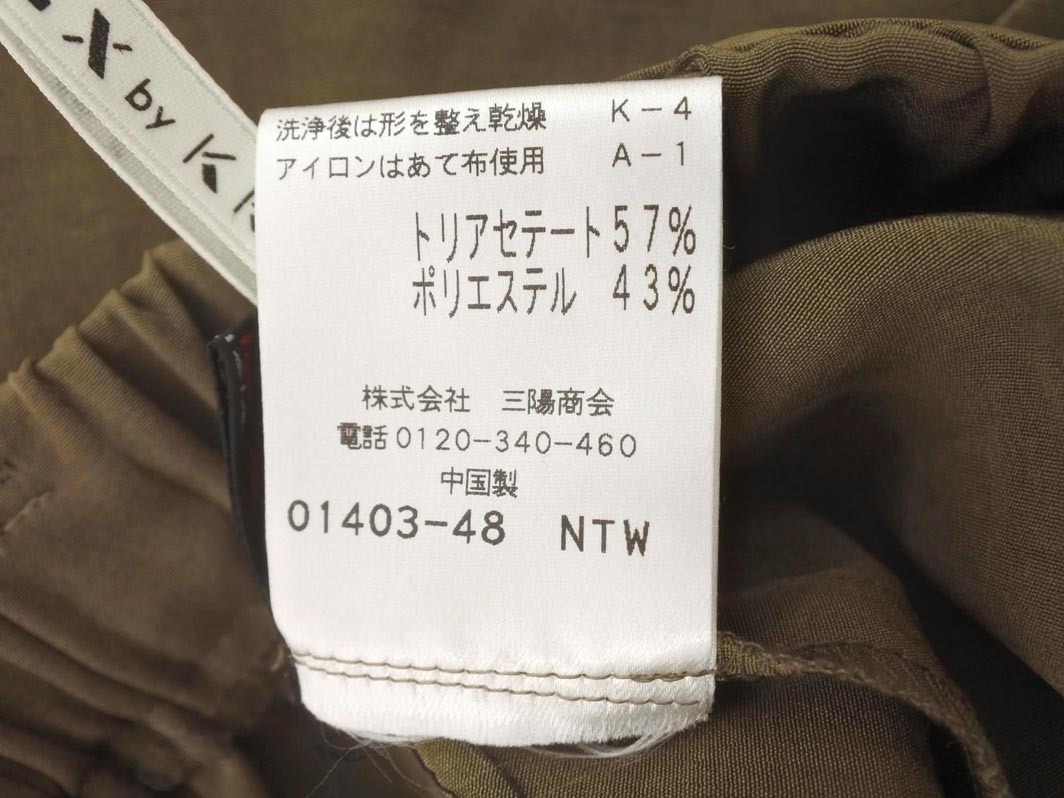 X by K
洗浄後は形を整え乾燥 K-4
アイロンはあて布使用 A-1
トリアセテート57%
ポリエステル 43%
株式会社 三陽商会
電話0120-340-460
中国製
01403-48 NTW